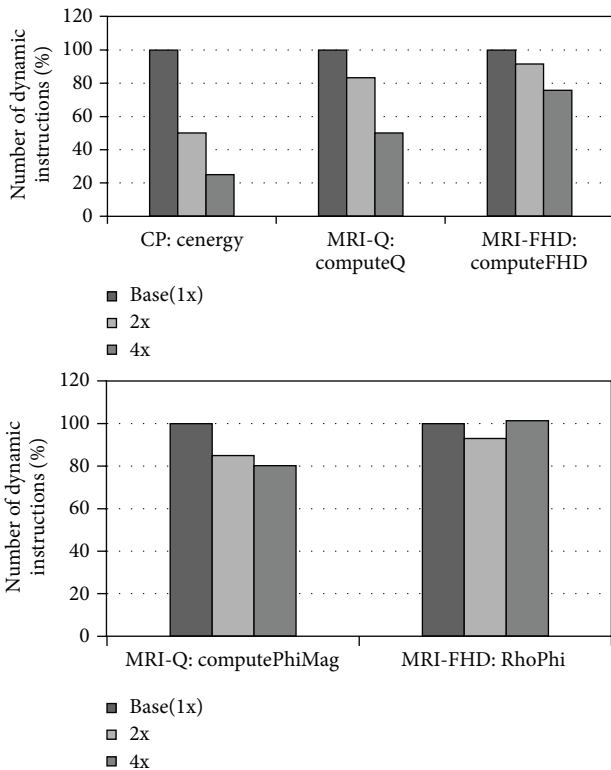 Number of dynamic
instructions (%)
120
100
80
60
40
20
0
CP: cenergy
MRI-Q:
computeQ
MRI-FHD:
computeFHD
Base(1x)
2x
4x
Number of dynamic
instructions (%)
120
100
80
60
40
20
0
MRI-Q: computePhiMag
MRI-FHD: RhoPhi
Base(1x)
2x
4x